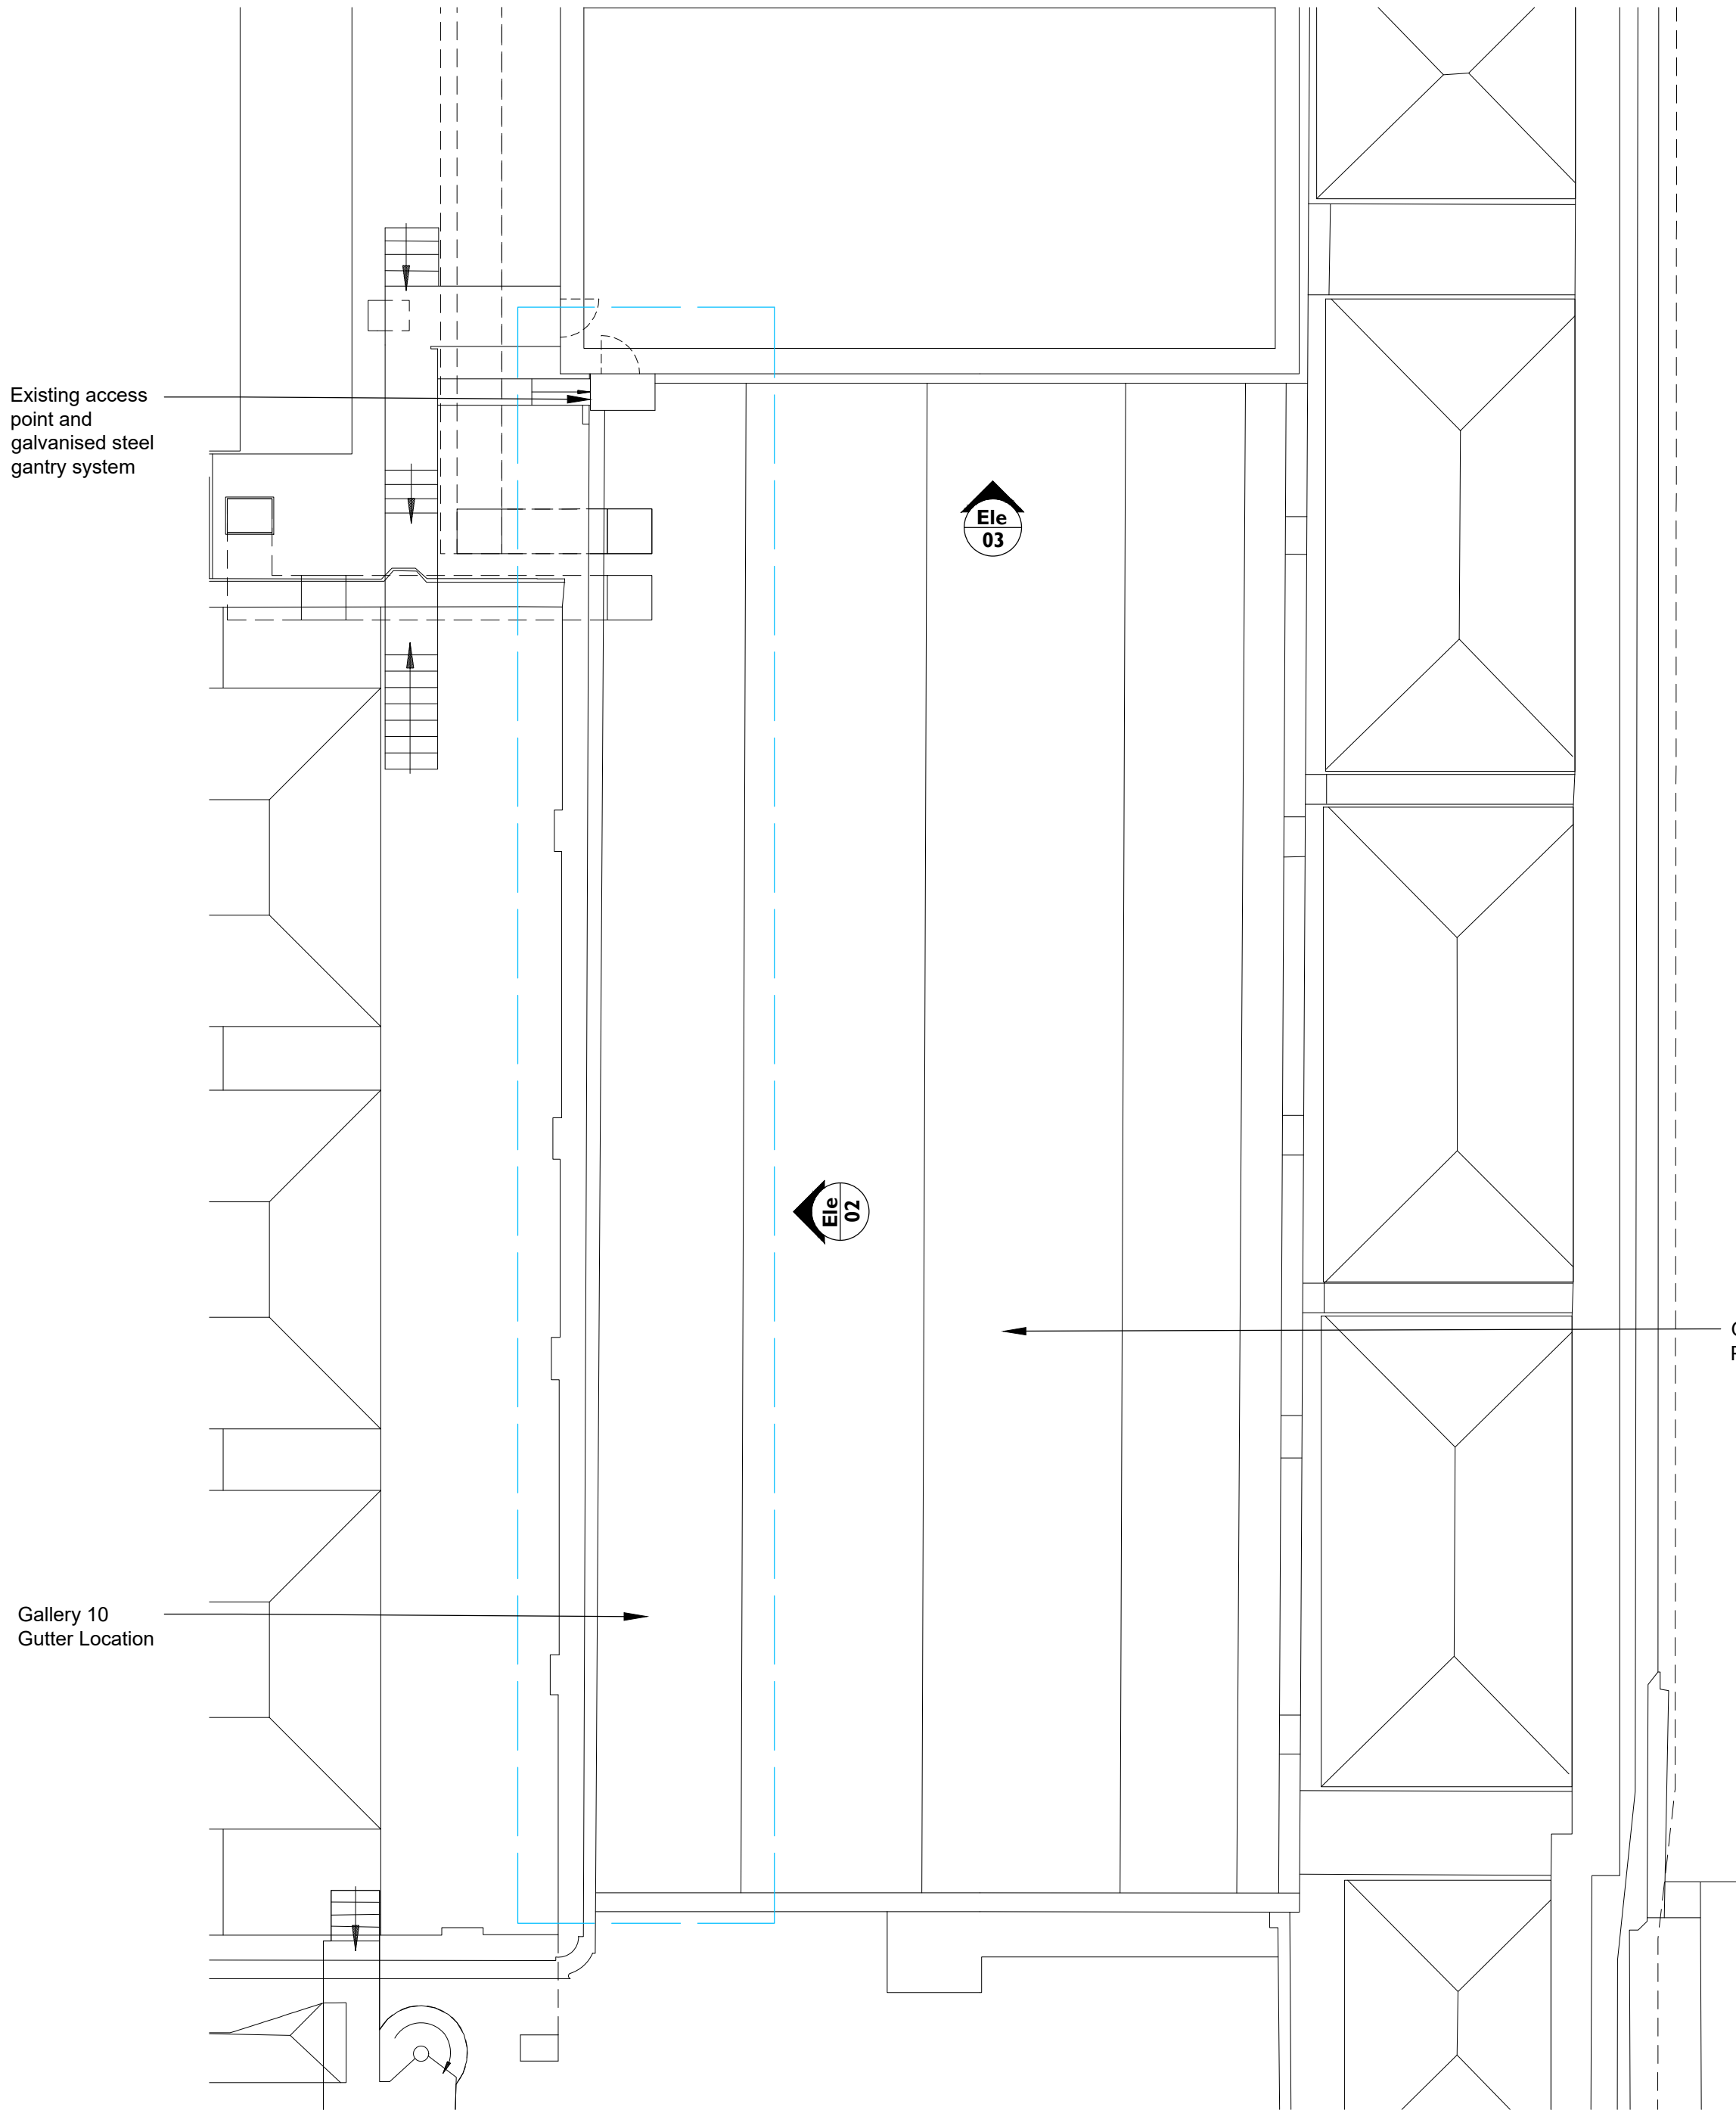 Existing access
point and
galvanised steel
gantry system
Ele
03
Ele
02
Gallery 10
Gutter Location